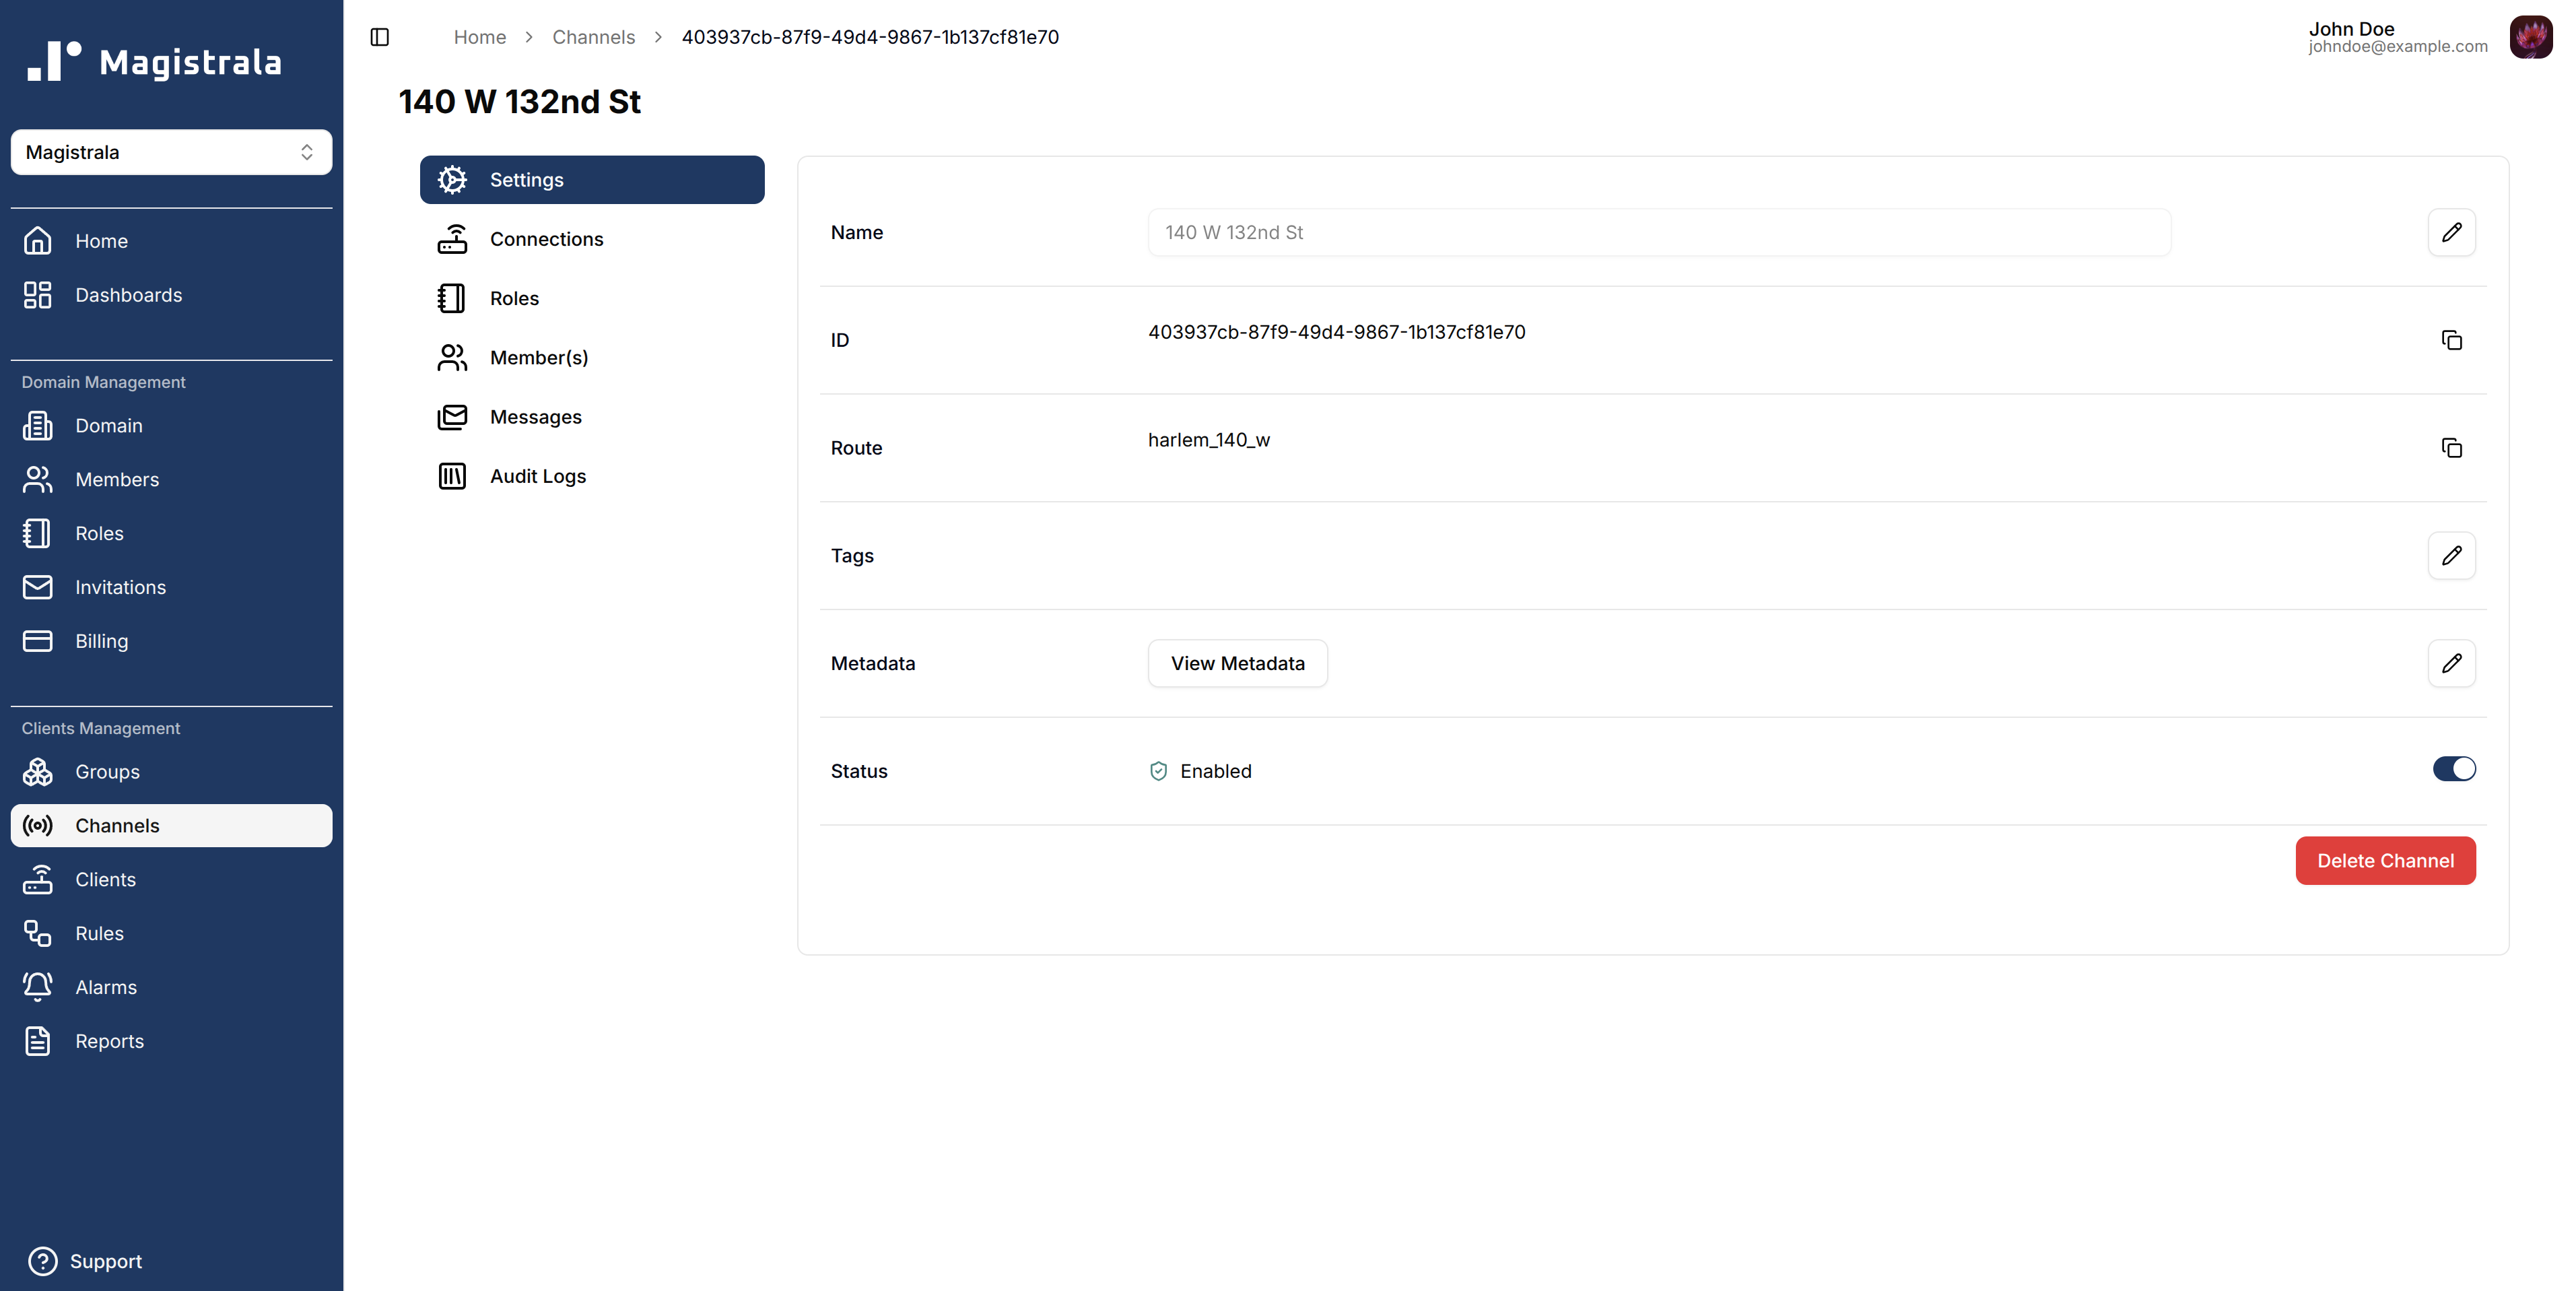 Magistrala
Magistrala
Home
Dashboards
Domain Management
Domain
Members
Roles
Invitations
Billing
Clients Management
Groups
Channels
Clients
Rules
Alarms
Reports
Support
Home > Channels > 403937cb-87f9-49d4-9867-1b137cf81e70
John Doe
johndoe@example.com
140 W 132nd St
Settings
Connections
Roles
Member(s)
Messages
Audit Logs
Name 140 W 132nd St
ID 403937cb-87f9-49d4-9867-1b137cf81e70
Route harlem_140_w
Tags
Metadata View Metadata
Status Enabled
Delete Channel